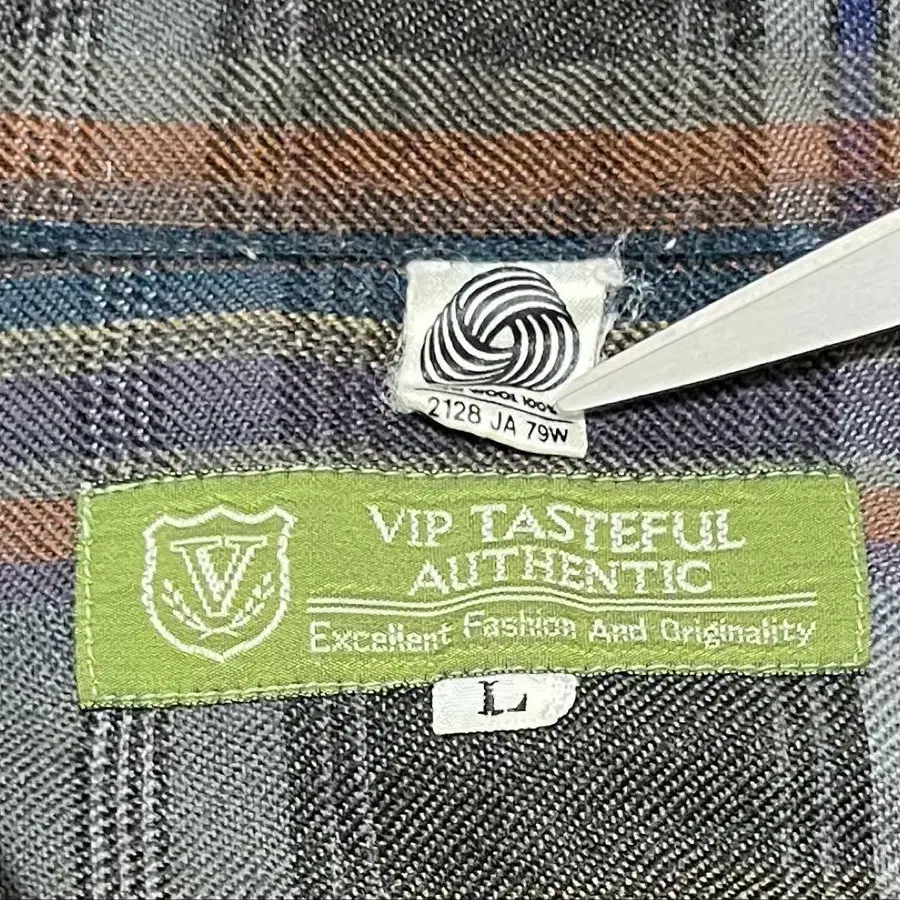 WOOL 100%
2128 JA 79W
V
VIP TASTEFUL
AUTHENTIC
Excellent Fashion And Originality
L